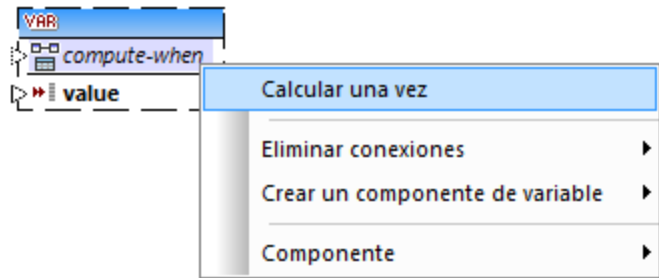 VAR
compute-when
value
Calcular una vez
Eliminar conexiones
Crear un componente de variable
Componente